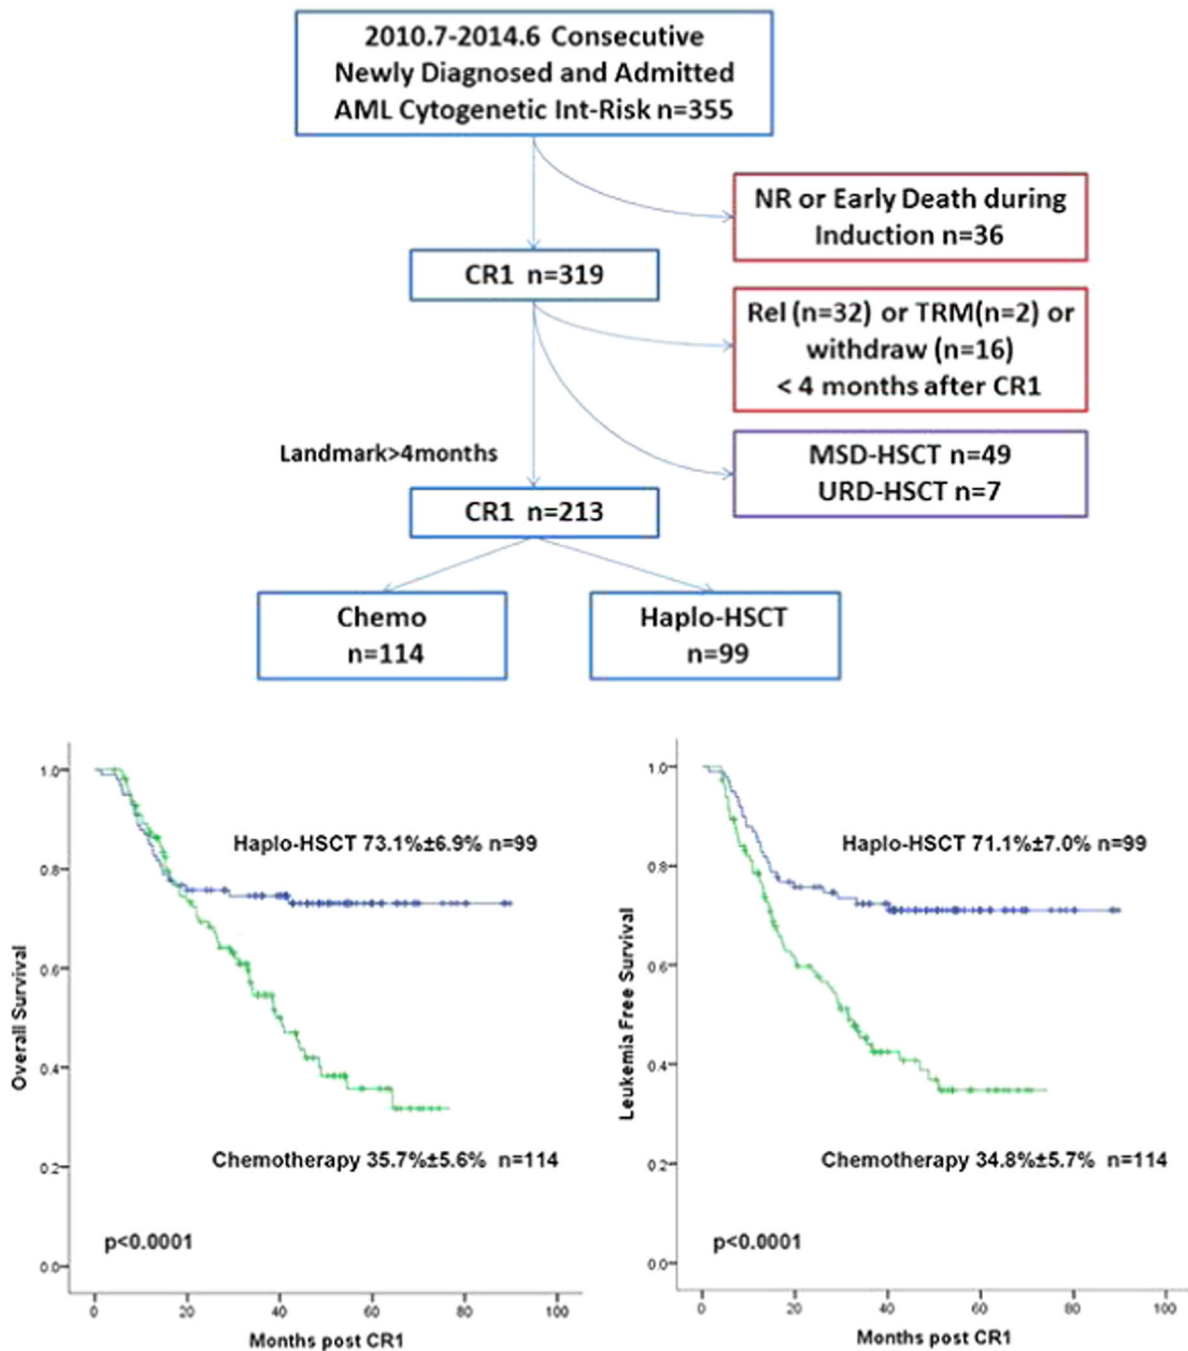 2010.7-2014.6 Consecutive
Newly Diagnosed and Admitted
AML Cytogenetic Int-Risk n=355
NR or Early Death during
Induction n=36
CR1 n=319
Rel (n=32) or TRM(n=2) or
withdraw (n=16)
< 4 months after CR1
MSD-HSCT n=49
URD-HSCT n=7
Landmark>4months
CR1 n=213
Chemo
n=114
Haplo-HSCT
n=99
Overall Survival
1.0
0.8
0.6
0.4
0.2
0.0
Haplo-HSCT 73.1%±6.9% n=99
Chemotherapy 35.7%±5.6% n=114
p<0.0001
0 20 40 60 80 100
Months post CR1
Leukemia Free Survival
1.0
0.8
0.6
0.4
0.2
0.0
Haplo-HSCT 71.1%±7.0% n=99
Chemotherapy 34.8%±5.7% n=114
p<0.0001
0 20 40 60 80 100
Months post CR1